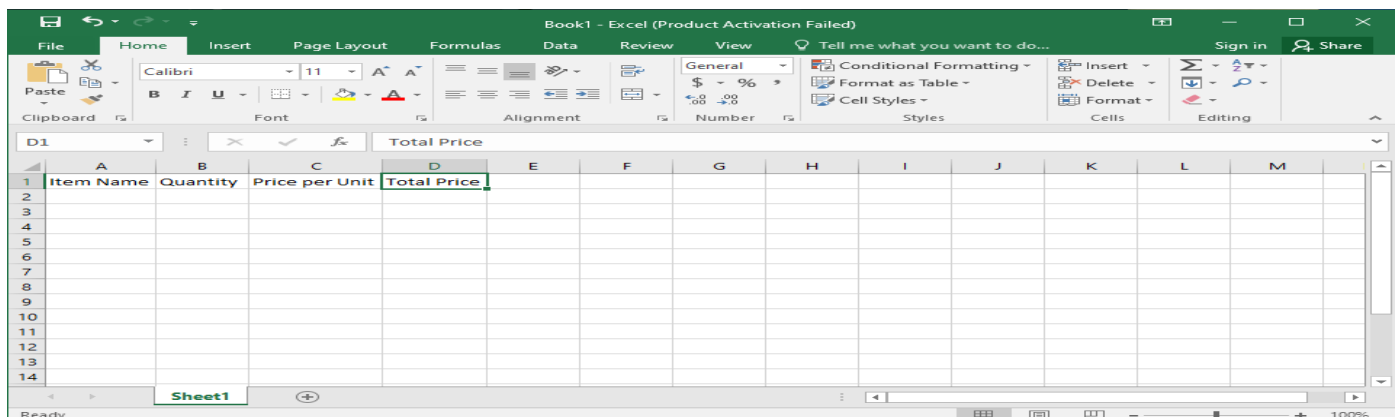 Book1 - Excel (Product Activation Failed)
File Home Insert Page Layout Formulas Data Review View Tell me what you want to do... Sign in Share
Paste Calibri 11 A A General Conditional Formatting Insert Σ A Z
B I U A $ % , Format as Table Delete
.00 .0 Cell Styles Format
Clipboard Font Alignment Number Styles Cells Editing
D1 fx Total Price
A B C D E F G H I J K L M
1 Item Name Quantity Price per Unit Total Price
2
3
4
5
6
7
8
9
10
11
12
13
14
Sheet1
Ready 100%